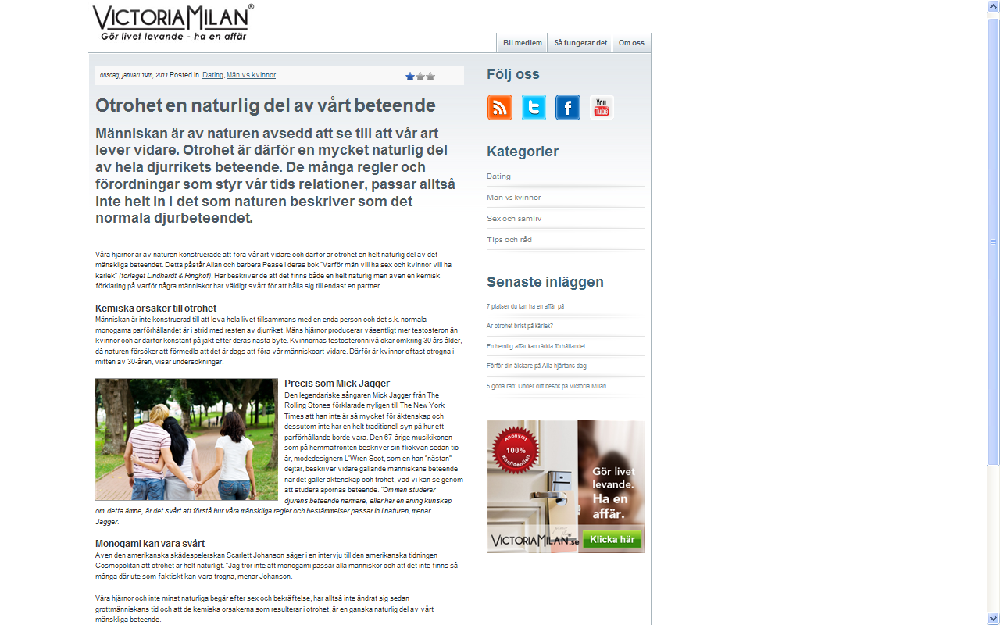 VICTORIAMILAN®
Gör livet levande - ha en affär
Bli medlem
Så fungerar det
Om oss
onsdag, januari 19th, 2011 Posted in Dating, Män vs kvinnor
Otrohet en naturlig del av vårt beteende
Människan är av naturen avsedd att se till att vår art
lever vidare. Otrohet är därför en mycket naturlig del
av hela djurrikets beteende. De många regler och
förordningar som styr vår tids relationer, passar alltså
inte helt in i det som naturen beskriver som det
normala djurbeteendet.
Våra hjärnor är av naturen konstruerade att föra vår art vidare och därför är otrohet en helt naturlig del av det
mänskliga beteendet. Detta påstår Allan och barbera Pease i deras bok "Varför män vill ha sex och kvinnor vill ha
kärlek" (förlaget Lindhardt & Ringhof). Här beskriver de att det finns både en helt naturlig men även en kemisk
förklaring på varför några människor har väldigt svårt för att hålla sig till endast en partner.
Kemiska orsaker till otrohet
Människan är inte konstruerad till att leva hela livet tillsammans med en enda person och det s.k. normala
monogama parförhållandet är i strid med resten av djurriket. Mäns hjärnor producerar väsentligt mer testosteron än
kvinnor och är därför konstant på jakt efter deras nästa byte. Kvinnornas testosteronnivå ökar omkring 30 års ålder,
då naturen försöker att förmedla att det är dags att föra vår människoart vidare. Därför är kvinnor oftast otrogna i
mitten av 30-åren, visar undersökningar.
Precis som Mick Jagger
Den legendariske sångaren Mick Jagger från The
Rolling Stones förklarade nyligen till The New York
Times att han inte är så mycket för äktenskap och
dessutom inte har en helt traditionell syn på hur ett
parförhållande borde vara. Den 67-årige musikikonen
som på hemmafronten beskriver sin flickvän sedan tio
år, modedesignern L'Wren Scot, som en han "nästan"
dejtar, beskriver vidare gällande människans beteende
när det gäller äktenskap och trohet, vad vi kan se genom
att studera apornas beteende. "Om man studerar
djurens beteende närmare, eller har en aning kunskap
om detta ämne, är det svårt att förstå hur våra mänskliga regler och bestämmelser passar in i naturen. menar
Jagger.
Monogami kan vara svårt
Även den amerikanska skådespelerskan Scarlett Johanson säger i en intervju till den amerikanska tidningen
Cosmopolitan att otrohet är helt naturligt. "Jag tror inte att monogami passar alla människor och att det inte finns så
många där ute som faktiskt kan vara trogna, menar Johanson.
Våra hjärnor och inte minst naturliga begär efter sex och bekräftelse, har alltså inte ändrat sig sedan
grottmänniskans tid och att de kemiska orsakerna som resulterar i otrohet, är en ganska naturlig del av vårt
mänskliga beteende.
Följ oss
You
Tube
Kategorier
Dating
Män vs kvinnor
Sex och samliv
Tips och råd
Senaste inläggen
7 platser du kan ha en affär på
Är otrohet brist på kärlek?
En hemlig affär kan rädda förhållandet
Förför din älskare på Alla hjärtans dag
5 goda råd: Under ditt besök på Victoria Milan
Anonymt
100%
Konfidentiell
Gör livet
levande.
Ha en
affär.
VICTORIAMILAN.se
Klicka här